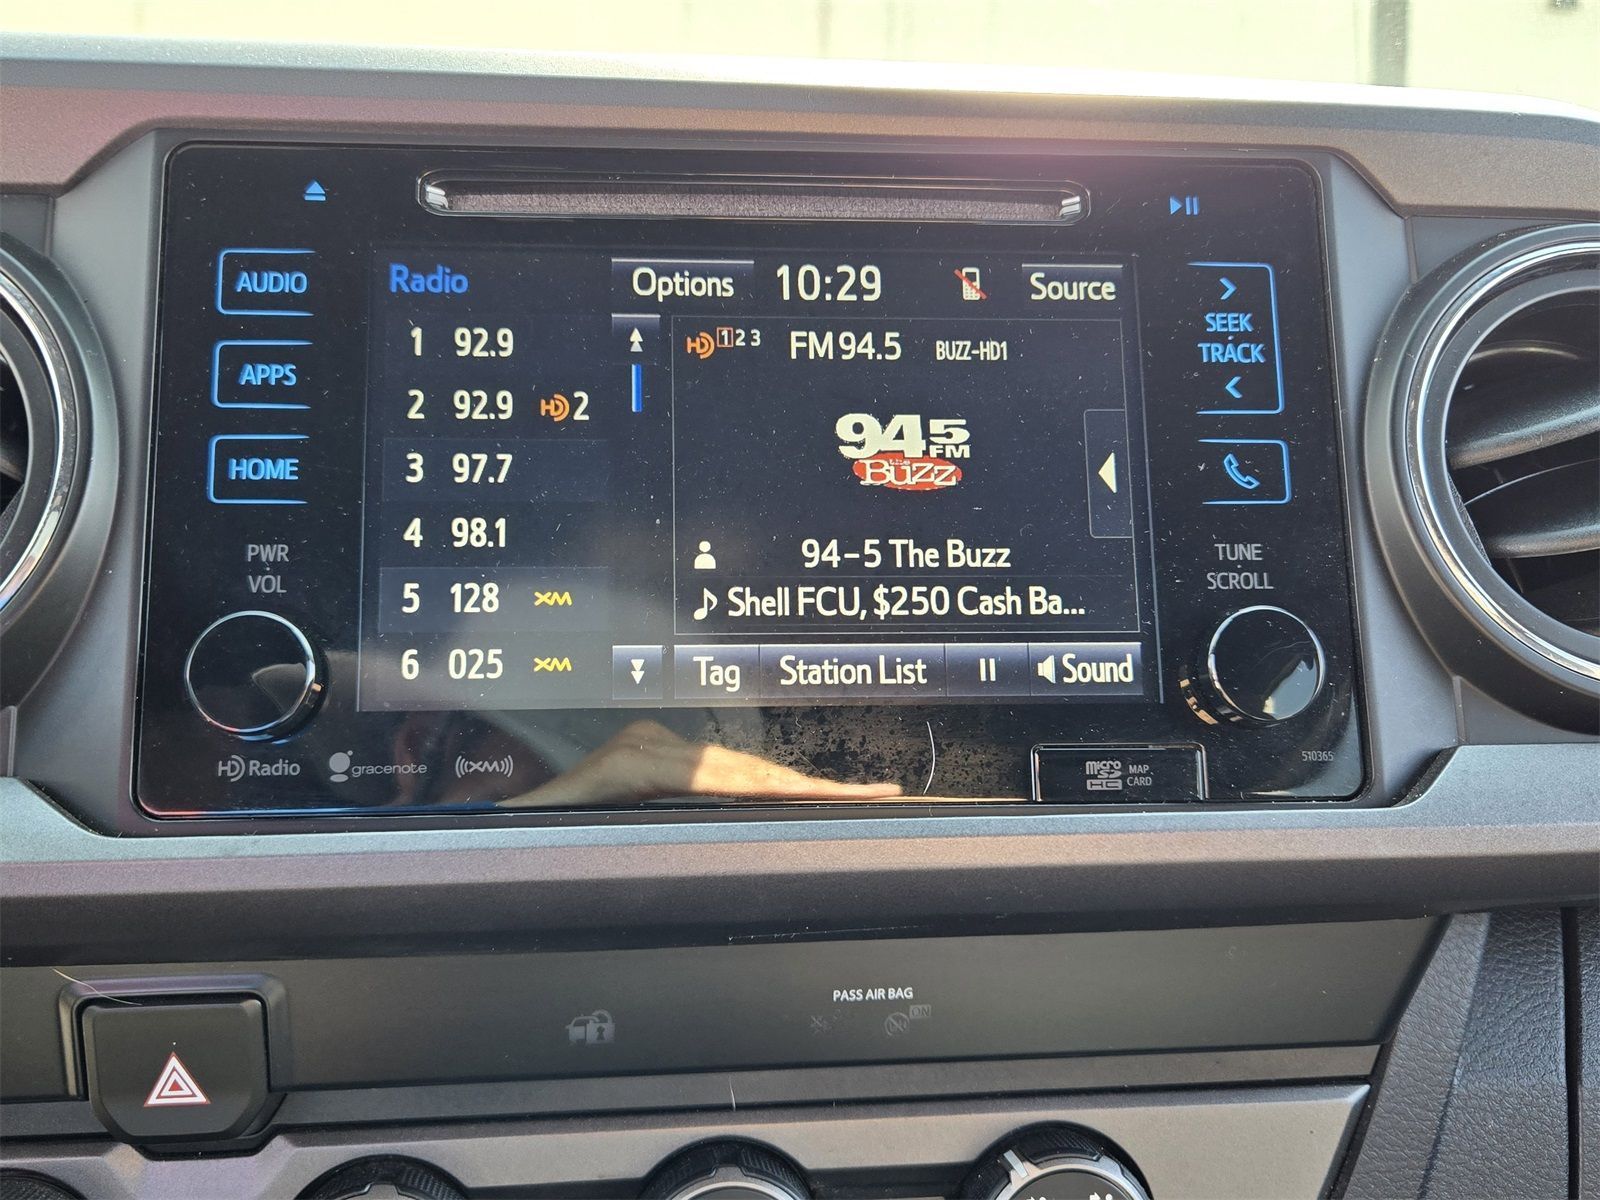 AUDIO
APPS
HOME
PWR
VOL
Radio
Options
10:29
Source
1 92.9
2 92.9 HD 2
3 97.7
4 98.1
5 128 XM
6 025 XM
HD 1 2 3 FM 94.5 BUZZ-HD1
94.5 FM
the Buzz
94-5 The Buzz
Shell FCU, $250 Cash Ba...
Tag
Station List
Sound
SEEK
TRACK
TUNE
SCROLL
HD Radio
gracenote
((XM))
micro SD HC
MAP CARD
510365
PASS AIR BAG
ON